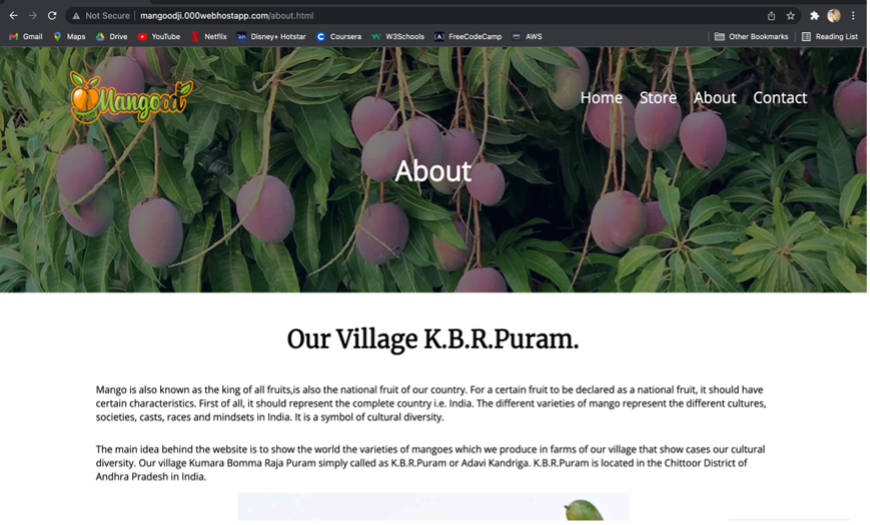 Not Secure | mangoodji.000webhostapp.com/about.html
Gmail Maps Drive YouTube Netflix Disney+ Hotstar Coursera W3Schools FreeCodeCamp AWS Other Bookmarks Reading List
Mangood
Home Store About Contact
About
Our Village K.B.R.Puram.
Mango is also known as the king of all fruits,is also the national fruit of our country. For a certain fruit to be declared as a national fruit, it should have
certain characteristics. First of all, it should represent the complete country i.e. India. The different varieties of mango represent the different cultures,
societies, casts, races and mindsets in India. It is a symbol of cultural diversity.
The main idea behind the website is to show the world the varieties of mangoes which we produce in farms of our village that show cases our cultural
diversity. Our village Kumara Bomma Raja Puram simply called as K.B.R.Puram or Adavi Kandriga. K.B.R.Puram is located in the Chittoor District of
Andhra Pradesh in India.